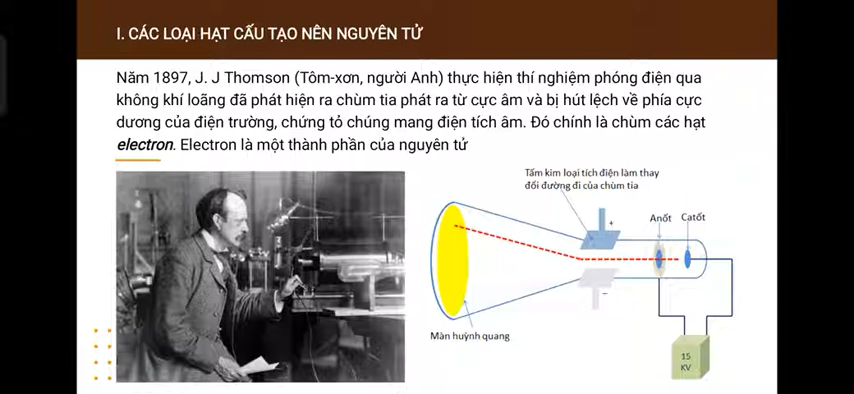 I. CÁC LOẠI HẠT CẤU TẠO NÊN NGUYÊN TỬ
Năm 1897, J. J Thomson (Tôm-xơn, người Anh) thực hiện thí nghiệm phóng điện qua
không khí loãng đã phát hiện ra chùm tia phát ra từ cực âm và bị hút lệch về phía cực
dương của điện trường, chứng tỏ chúng mang điện tích âm. Đó chính là chùm các hạt
electron. Electron là một thành phần của nguyên tử
Tấm kim loại tích điện làm thay
đổi đường đi của chùm tia
+
Anốt Catốt
−
Màn huỳnh quang
15
KV